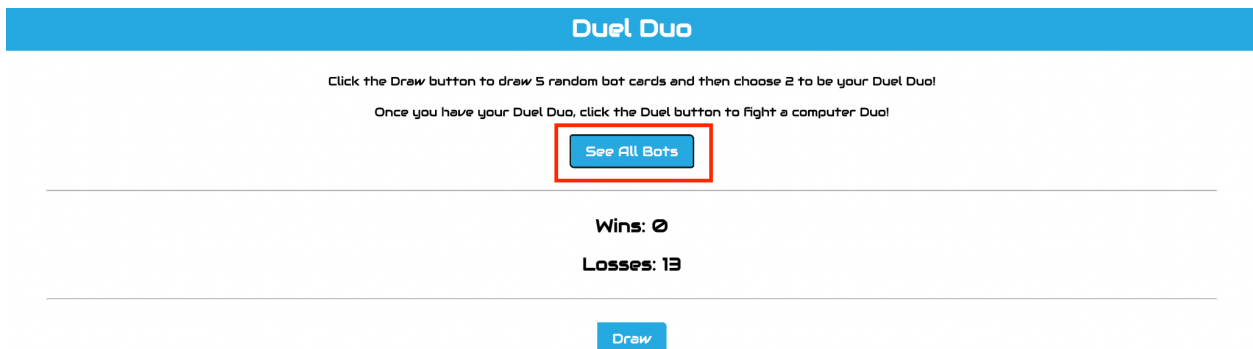 Duel Duo
Click the Draw button to draw 5 random bot cards and then choose 2 to be your Duel Duo!
Once you have your Duel Duo, click the Duel button to fight a computer Duo!
See All Bots
Wins: 0
Losses: 13
Draw